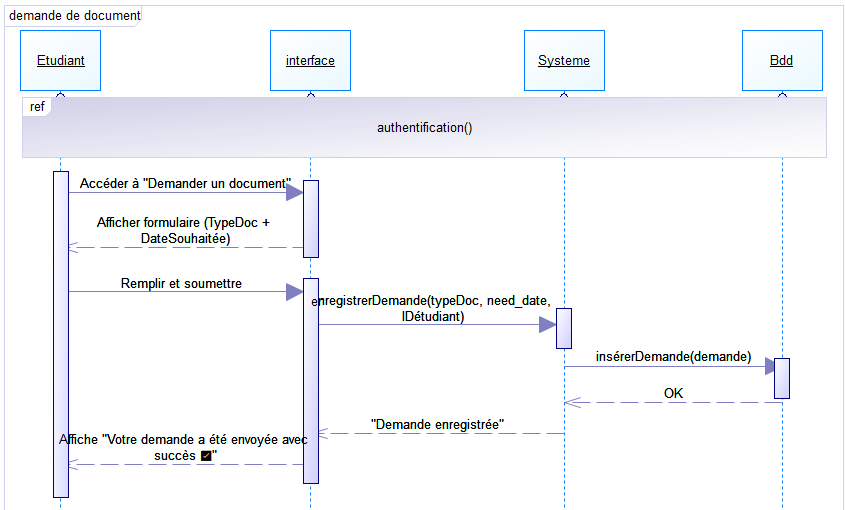 demande de document
Etudiant
interface
Systeme
Bdd
ref
authentification()
Accéder à "Demander un document"
Afficher formulaire (TypeDoc +
DateSouhaitée)
Remplir et soumettre
enregistrerDemande(typeDoc, need_date,
IDétudiant)
insérerDemande(demande)
OK
"Demande enregistrée"
Affiche "Votre demande a été envoyée avec
succès ☑"